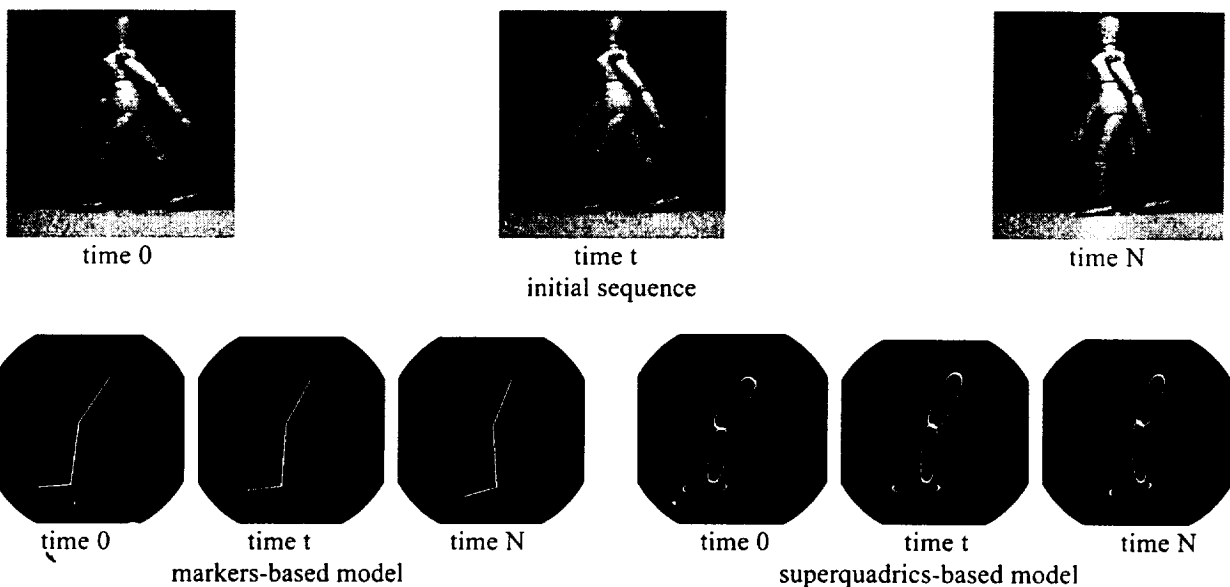 time 0
time t
time N
initial sequence
time 0
time t
time N
time 0
time t
time N
markers-based model
superquadrics-based model